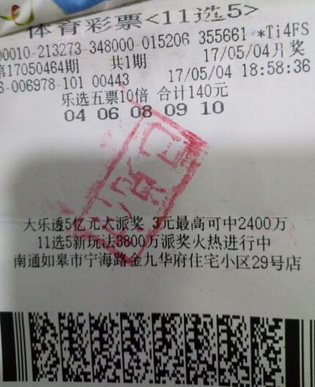 体育彩票<11选5>
00010-213273-348000-015206 355661 *Ti4FS
第17050464期 共1期 17/05/04月奖
6-006978-101 00443 17/05/04 18:58:36
乐选五票10倍 合计140元
04 06 08 09 10
大乐透5亿元大派奖 3元最高可中2400万
11选5新玩法3800万派奖火热进行中
南通如皋市宁海路金九华府住宅小区29号店